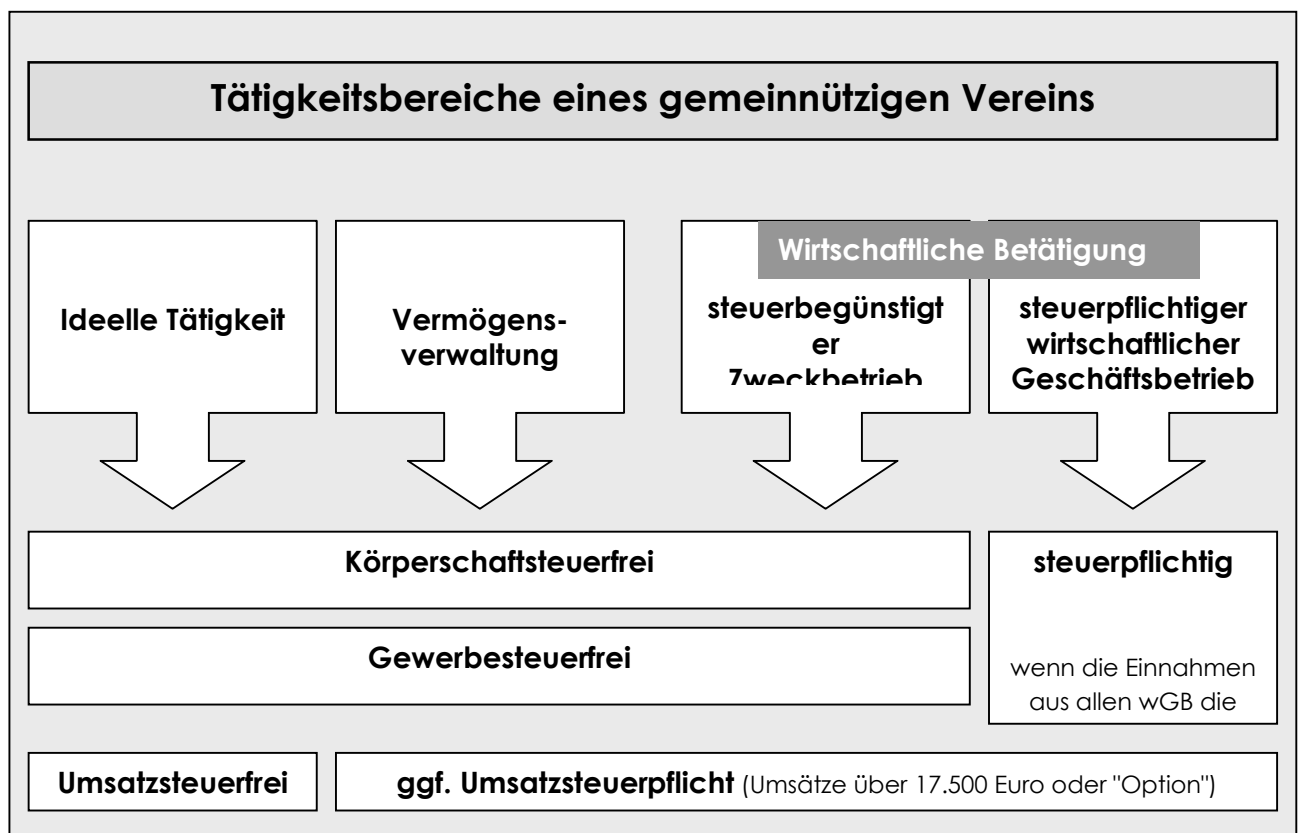 Tätigkeitsbereiche eines gemeinnützigen Vereins
Wirtschaftliche Betätigung
Ideelle Tätigkeit
Vermögens-
verwaltung
steuerbegünstigt
er
Zweckbetrieb
steuerpflichtiger
wirtschaftlicher
Geschäftsbetrieb
Körperschaftsteuerfrei
steuerpflichtig
Gewerbesteuerfrei
wenn die Einnahmen
aus allen wGB die
Umsatzsteuerfrei
ggf. Umsatzsteuerpflicht (Umsätze über 17.500 Euro oder "Option")